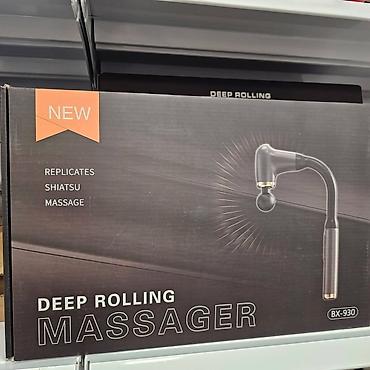 DEEP ROLLING
NEW
REPLICATES
SHIATSU
MASSAGE
DEEP ROLLING
MASSAGER
BX-930